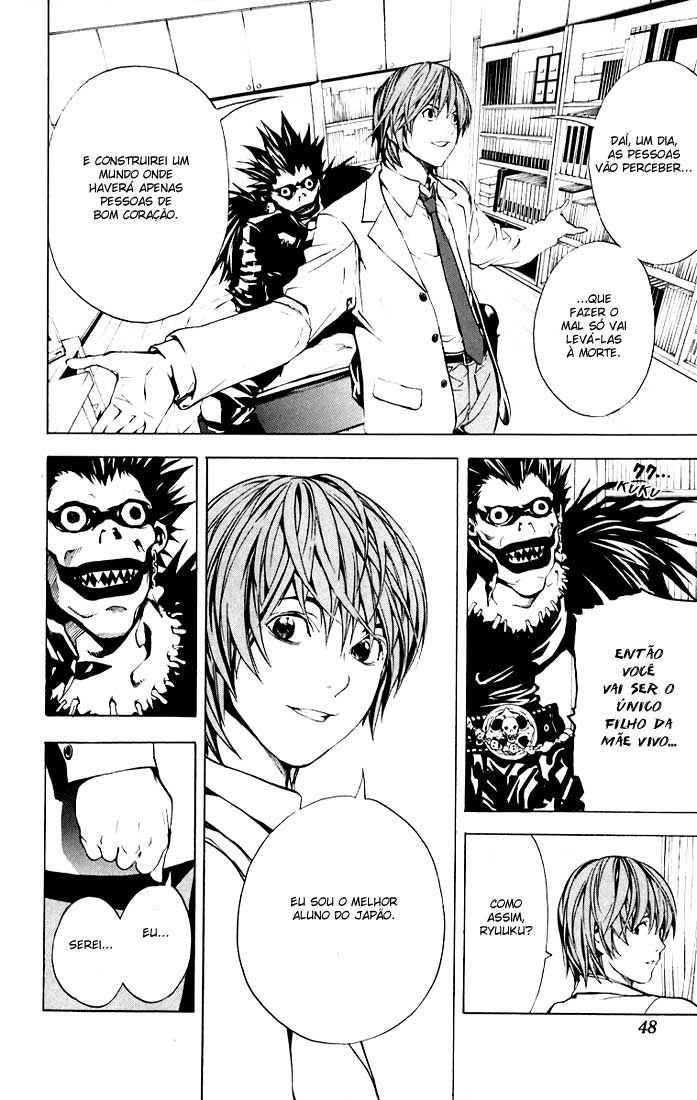 DAÍ, UM DIA,
AS PESSOAS
VÃO PERCEBER...
...QUE
FAZER O
MAL SÓ VAI
LEVÁ-LAS
À MORTE.
E CONSTRUIREI UM
MUNDO ONDE
HAVERÁ APENAS
PESSOAS DE
BOM CORAÇÃO.
クク...
KUKU
ENTÃO
VOCÊ
VAI SER O
ÚNICO
FILHO DA
MÃE VIVO...
COMO
ASSIM,
RYUUKU?
EU SOU O MELHOR
ALUNO DO JAPÃO.
EU...
SEREI...
48